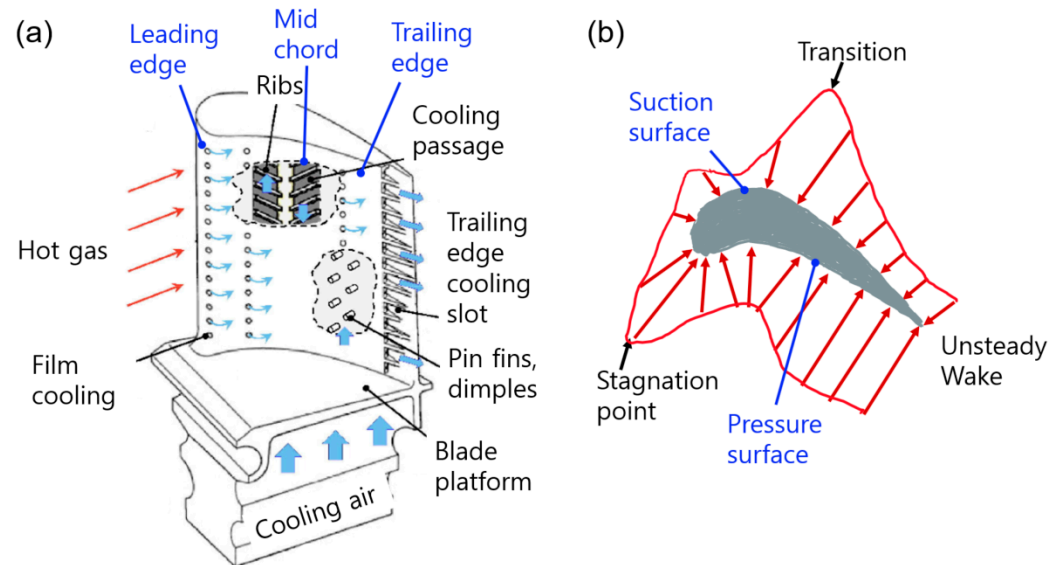 (a)
Leading
edge
Mid
chord
Trailing
edge
Ribs
Cooling
passage
Hot gas
Trailing
edge
cooling
slot
Film
cooling
Pin fins,
dimples
Blade
platform
Cooling air
(b)
Transition
Suction
surface
Stagnation
point
Unsteady
Wake
Pressure
surface